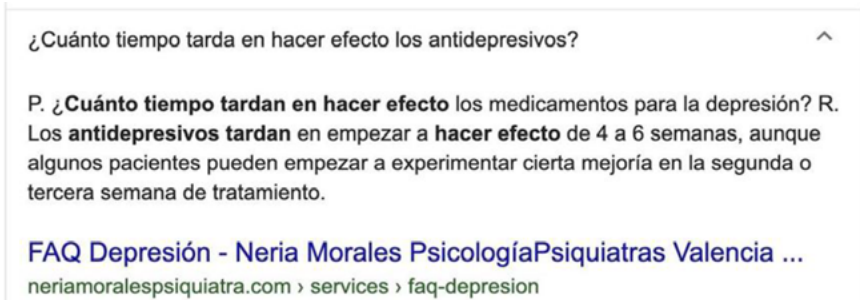 ¿Cuánto tiempo tarda en hacer efecto los antidepresivos?
P. ¿Cuánto tiempo tardan en hacer efecto los medicamentos para la depresión? R.
Los antidepresivos tardan en empezar a hacer efecto de 4 a 6 semanas, aunque
algunos pacientes pueden empezar a experimentar cierta mejoría en la segunda o
tercera semana de tratamiento.
FAQ Depresión - Neria Morales PsicologíaPsiquiatras Valencia ...
neriamoralespsiquiatra.com › services › faq-depresion